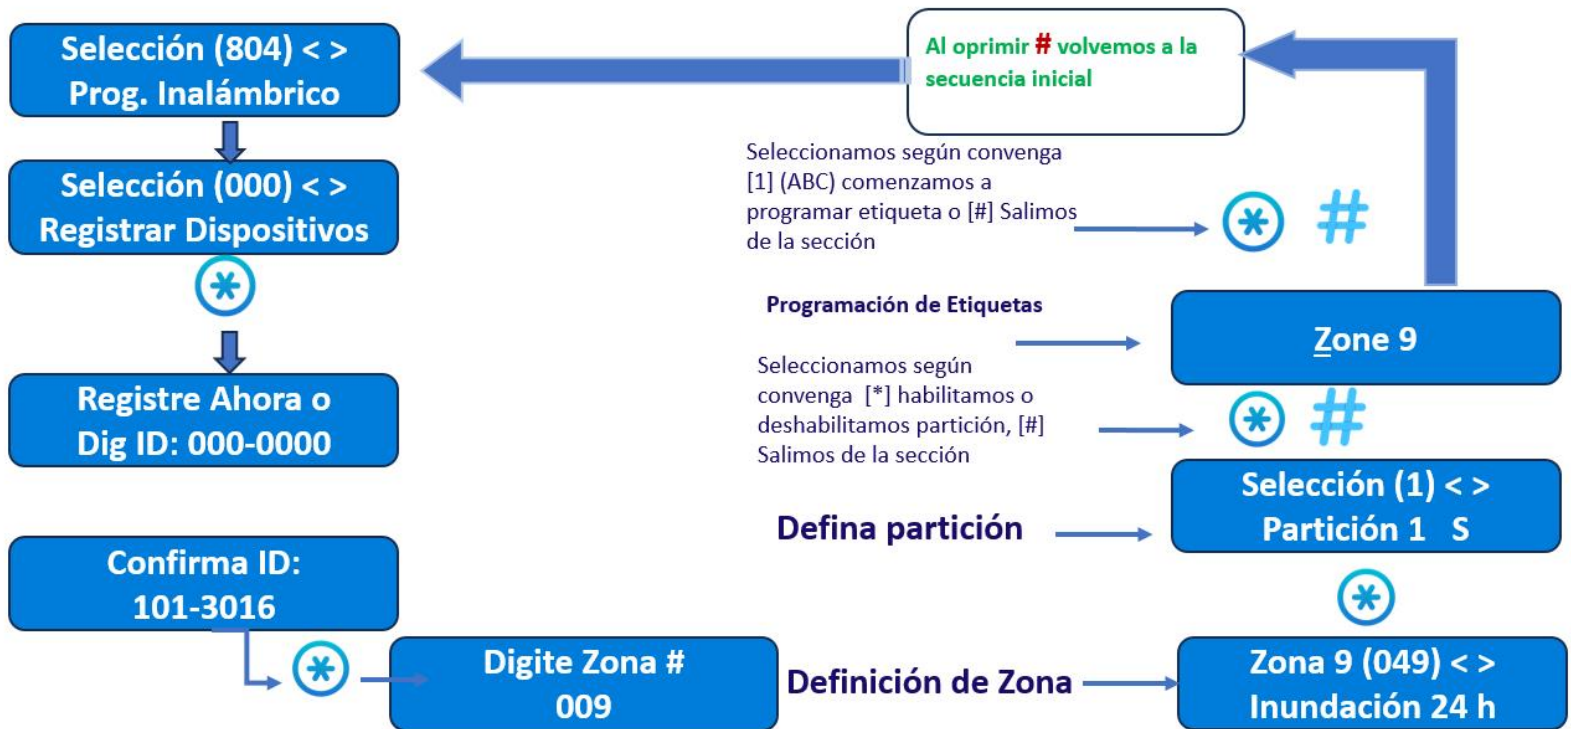 Selección (804) < >
Prog. Inalámbrico
Selección (000) < >
Registrar Dispositivos
Registre Ahora o
Dig ID: 000-0000
Confirma ID:
101-3016
Digite Zona #
009
Definición de Zona
Zona 9 (049) < >
Inundación 24 h
Defina partición
Selección (1) < >
Partición 1 S
Seleccionamos según
convenga [*] habilitamos o
deshabilitamos partición, [#]
Salimos de la sección
#
Programación de Etiquetas
Zone 9
Seleccionamos según convenga
[1] (ABC) comenzamos a
programar etiqueta o [#] Salimos
de la sección
#
Al oprimir # volvemos a la
secuencia inicial